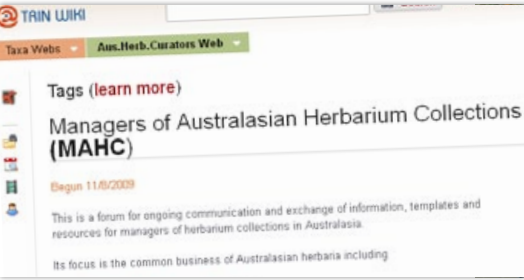 TRIN WIKI
Taxa Webs
Aus.Herb.Curators Web
Tags (learn more)
Managers of Australasian Herbarium Collections
(MAHC)
Begun 11/8/2009
This is a forum for ongoing communication and exchange of information, templates and
resources for managers of herbarium collections in Australasia.
Its focus is the common business of Australasian herbaria including